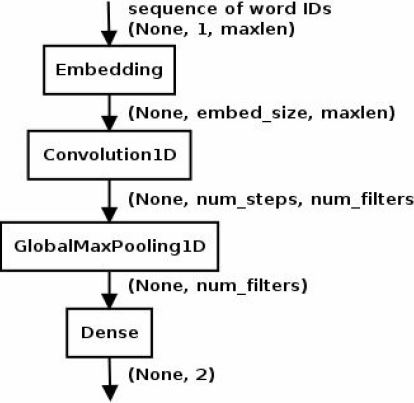 sequence of word IDs
(None, 1, maxlen)
Embedding
(None, embed_size, maxlen)
Convolution1D
(None, num_steps, num_filters
GlobalMaxPooling1D
(None, num_filters)
Dense
(None, 2)